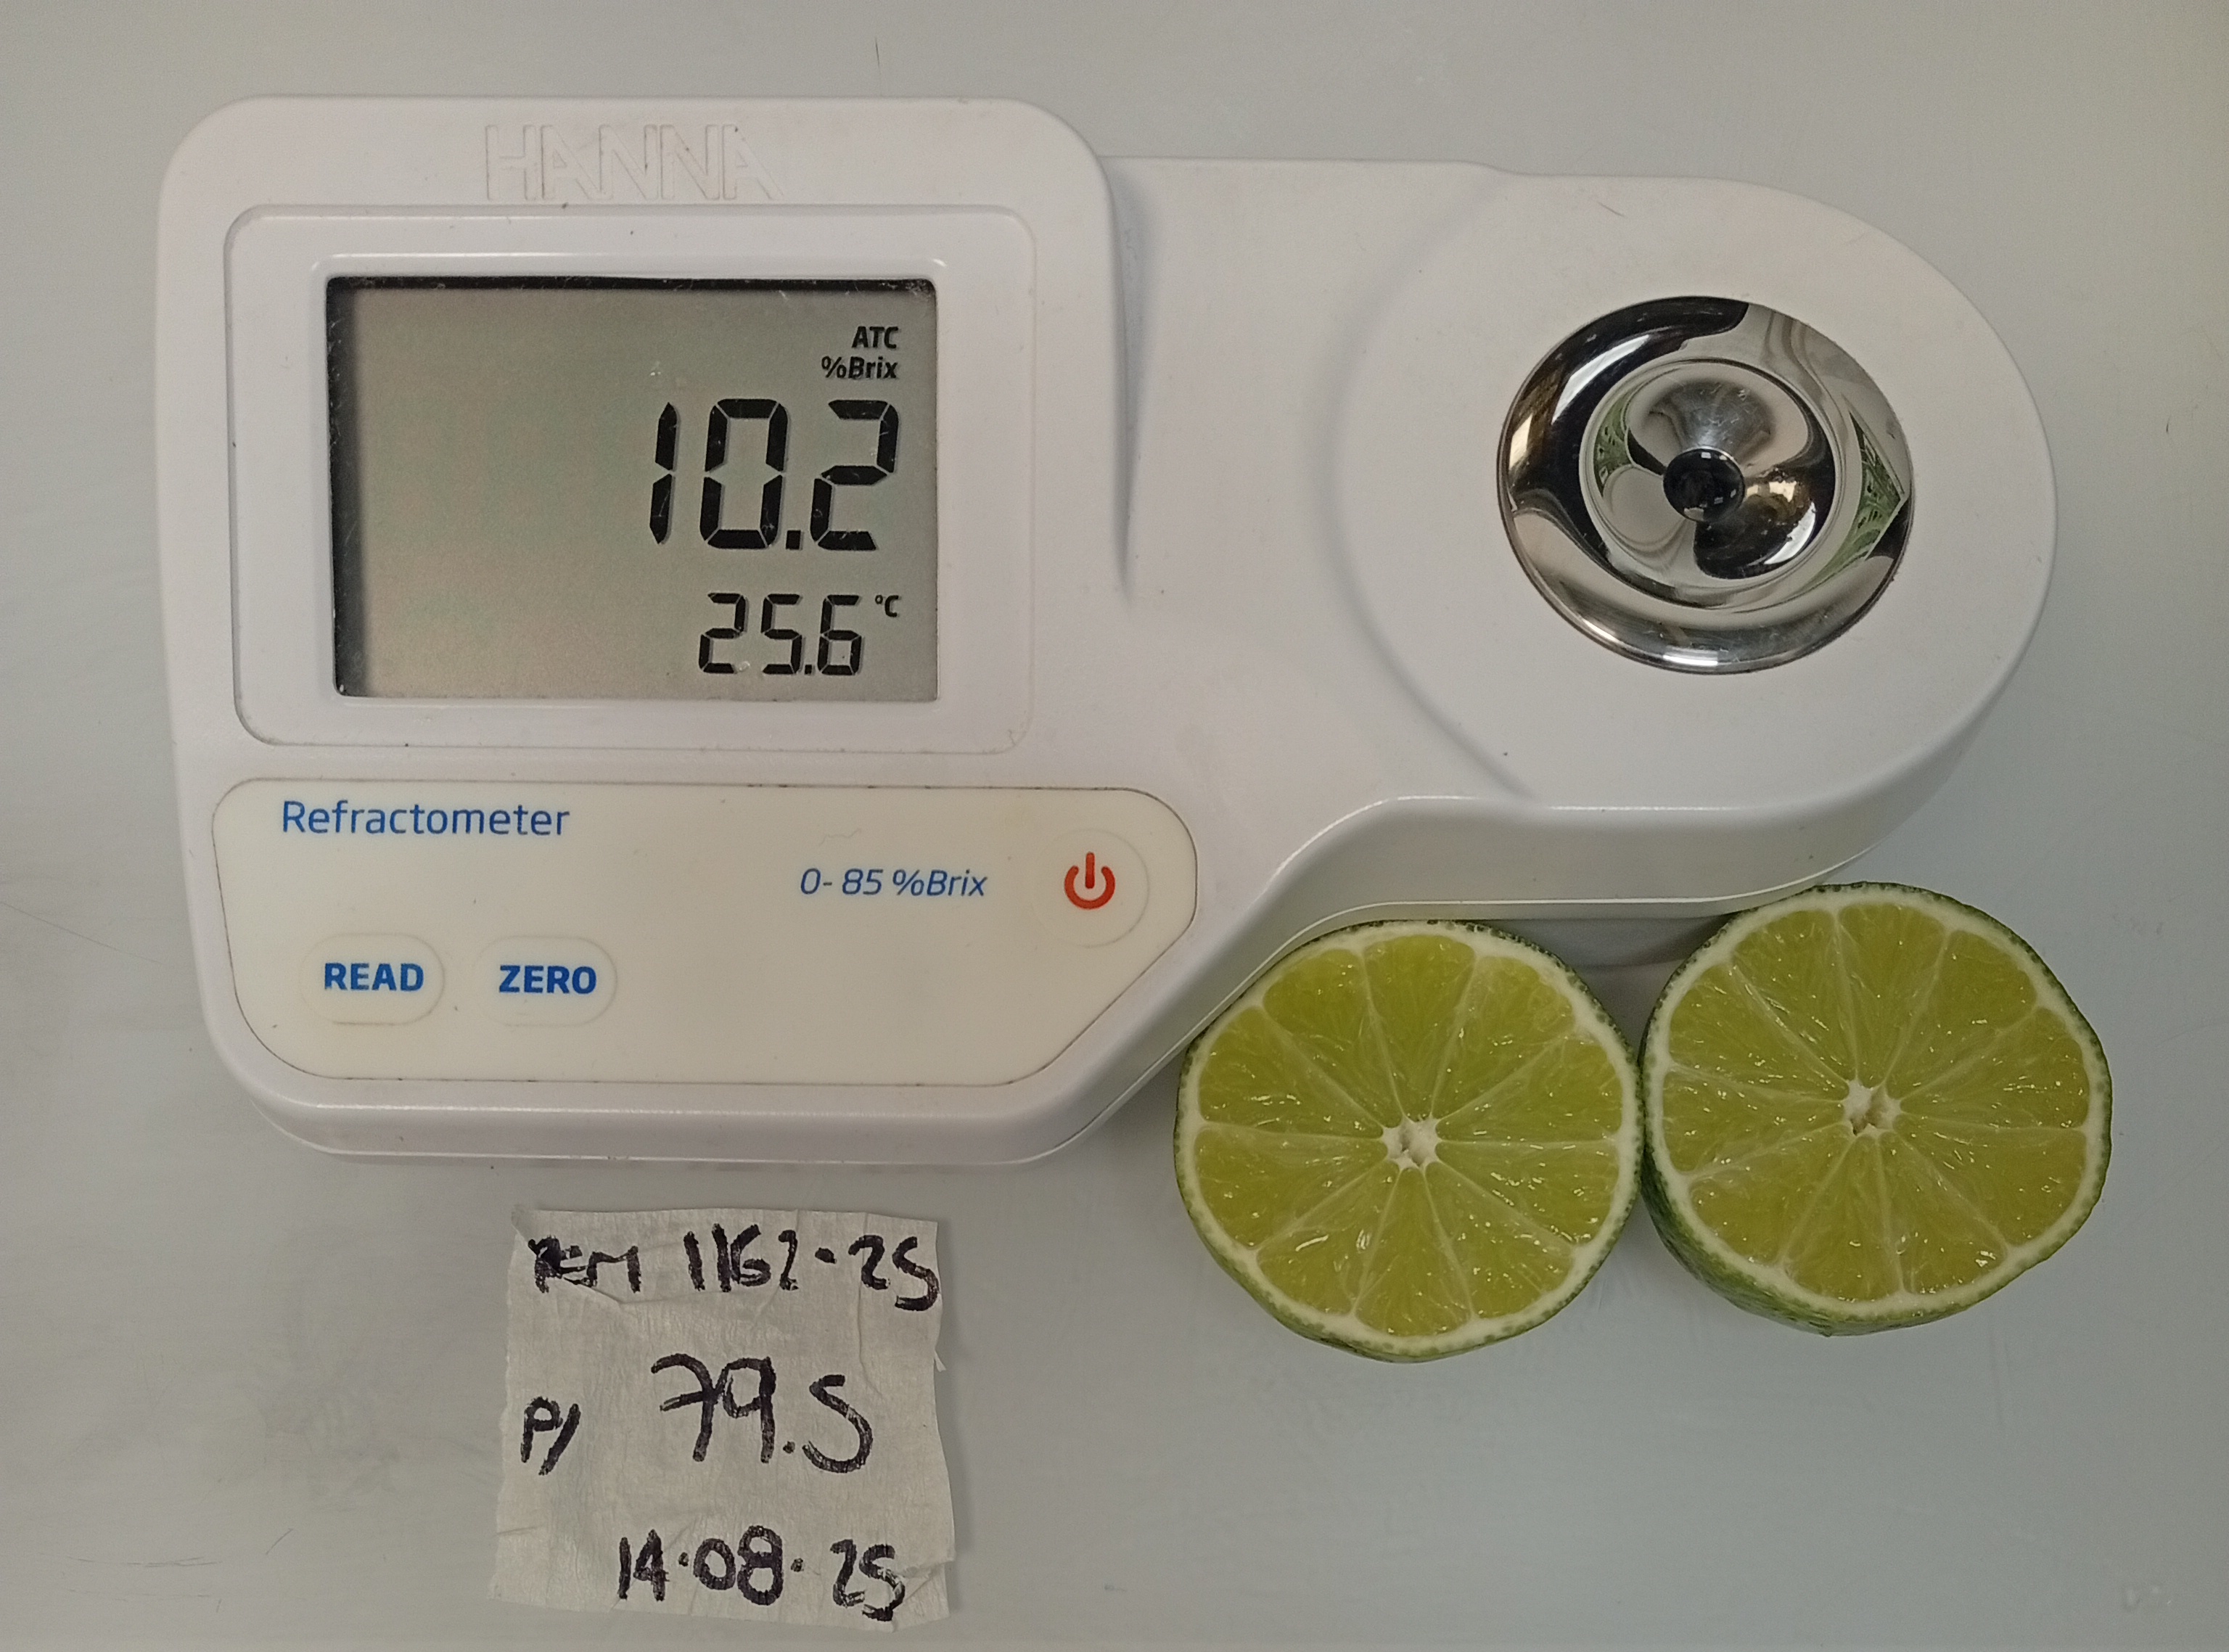 HANNA
ATC
%Brix
10.2
25.6 °C
Refractometer
0- 85 %Brix
READ ZERO
REM 1162-25
P/ 79.5
14.08.25